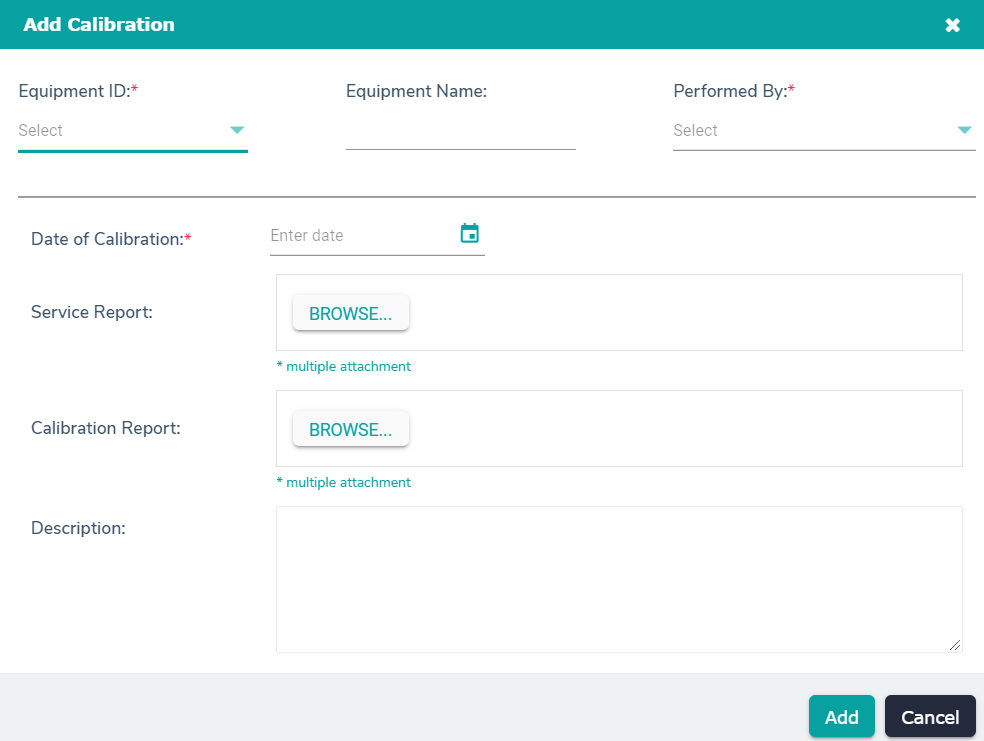 Add Calibration
Equipment ID:* Equipment Name: Performed By:*
Select Select
Date of Calibration:* Enter date
Service Report: BROWSE...
* multiple attachment
Calibration Report: BROWSE...
* multiple attachment
Description:
Add Cancel